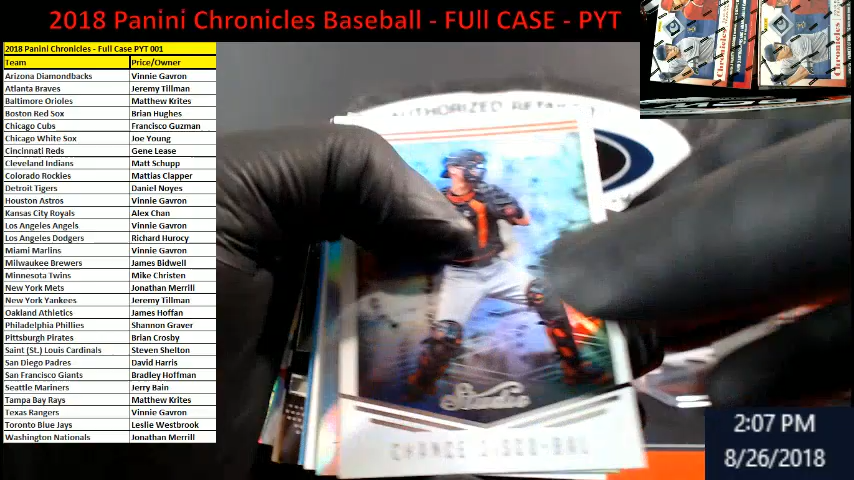 2018 Panini Chronicles Baseball - FUll CASE - PYT
2018 Panini Chronicles - Full Case PYT 001
Team Price/Owner
Arizona Diamondbacks Vinnie Gavron
Atlanta Braves Jeremy Tillman
Baltimore Orioles Matthew Krites
Boston Red Sox Brian Hughes
Chicago Cubs Francisco Guzman
Chicago White Sox Joe Young
Cincinnati Reds Gene Lease
Cleveland Indians Matt Schupp
Colorado Rockies Mattias Clapper
Detroit Tigers Daniel Noyes
Houston Astros Vinnie Gavron
Kansas City Royals Alex Chan
Los Angeles Angels Vinnie Gavron
Los Angeles Dodgers Richard Hurocy
Miami Marlins Vinnie Gavron
Milwaukee Brewers James Bidwell
Minnesota Twins Mike Christen
New York Mets Jonathan Merrill
New York Yankees Jeremy Tillman
Oakland Athletics James Hoffan
Philadelphia Phillies Shannon Graver
Pittsburgh Pirates Brian Crosby
Saint (St.) Louis Cardinals Steven Shelton
San Diego Padres David Harris
San Francisco Giants Bradley Hoffman
Seattle Mariners Jerry Bain
Tampa Bay Rays Matthew Krites
Texas Rangers Vinnie Gavron
Toronto Blue Jays Leslie Westbrook
Washington Nationals Jonathan Merrill
AUTHORIZED
Studio
CHANCE SISCO-BAL
Chronicles
Chronicles
2:07 PM
8/26/2018